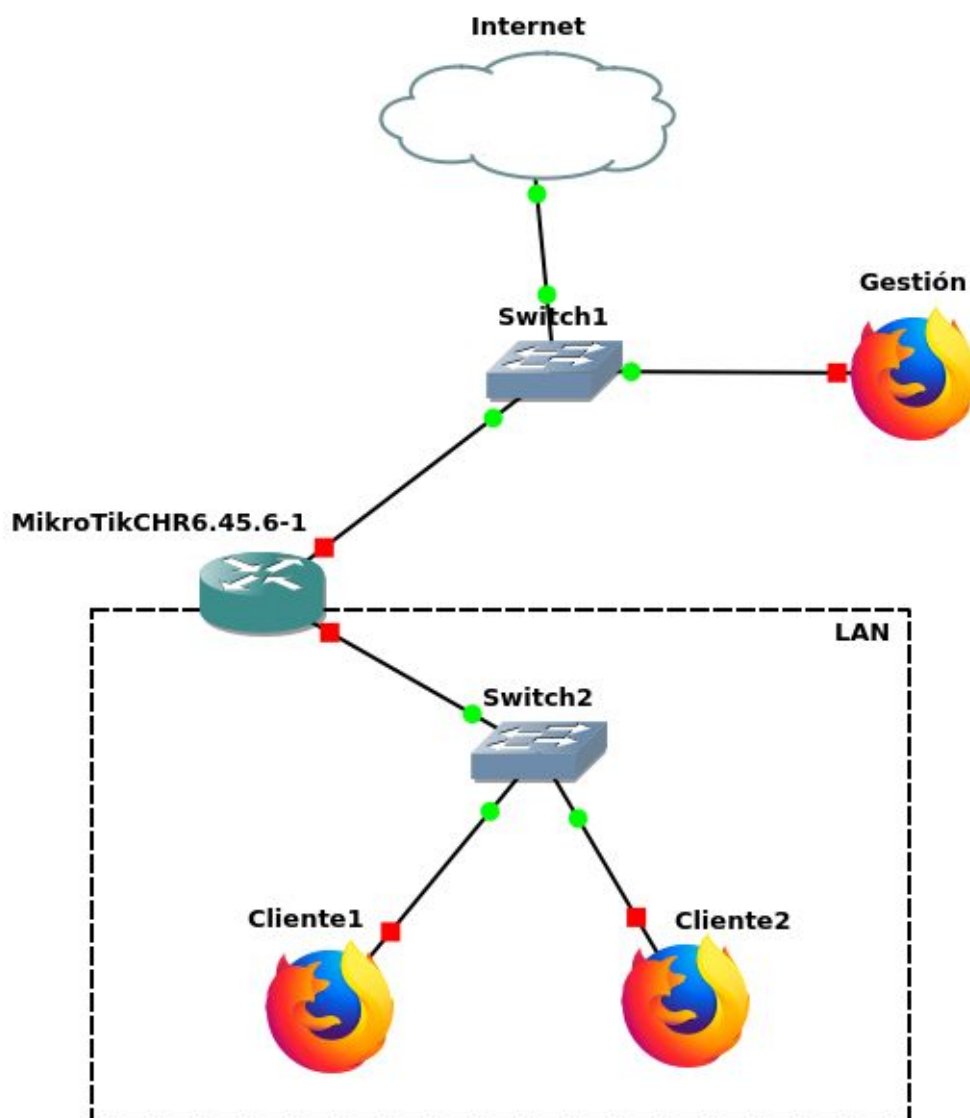 Internet
Switch1
Gestión
MikroTikCHR6.45.6-1
LAN
Switch2
Cliente1
Cliente2